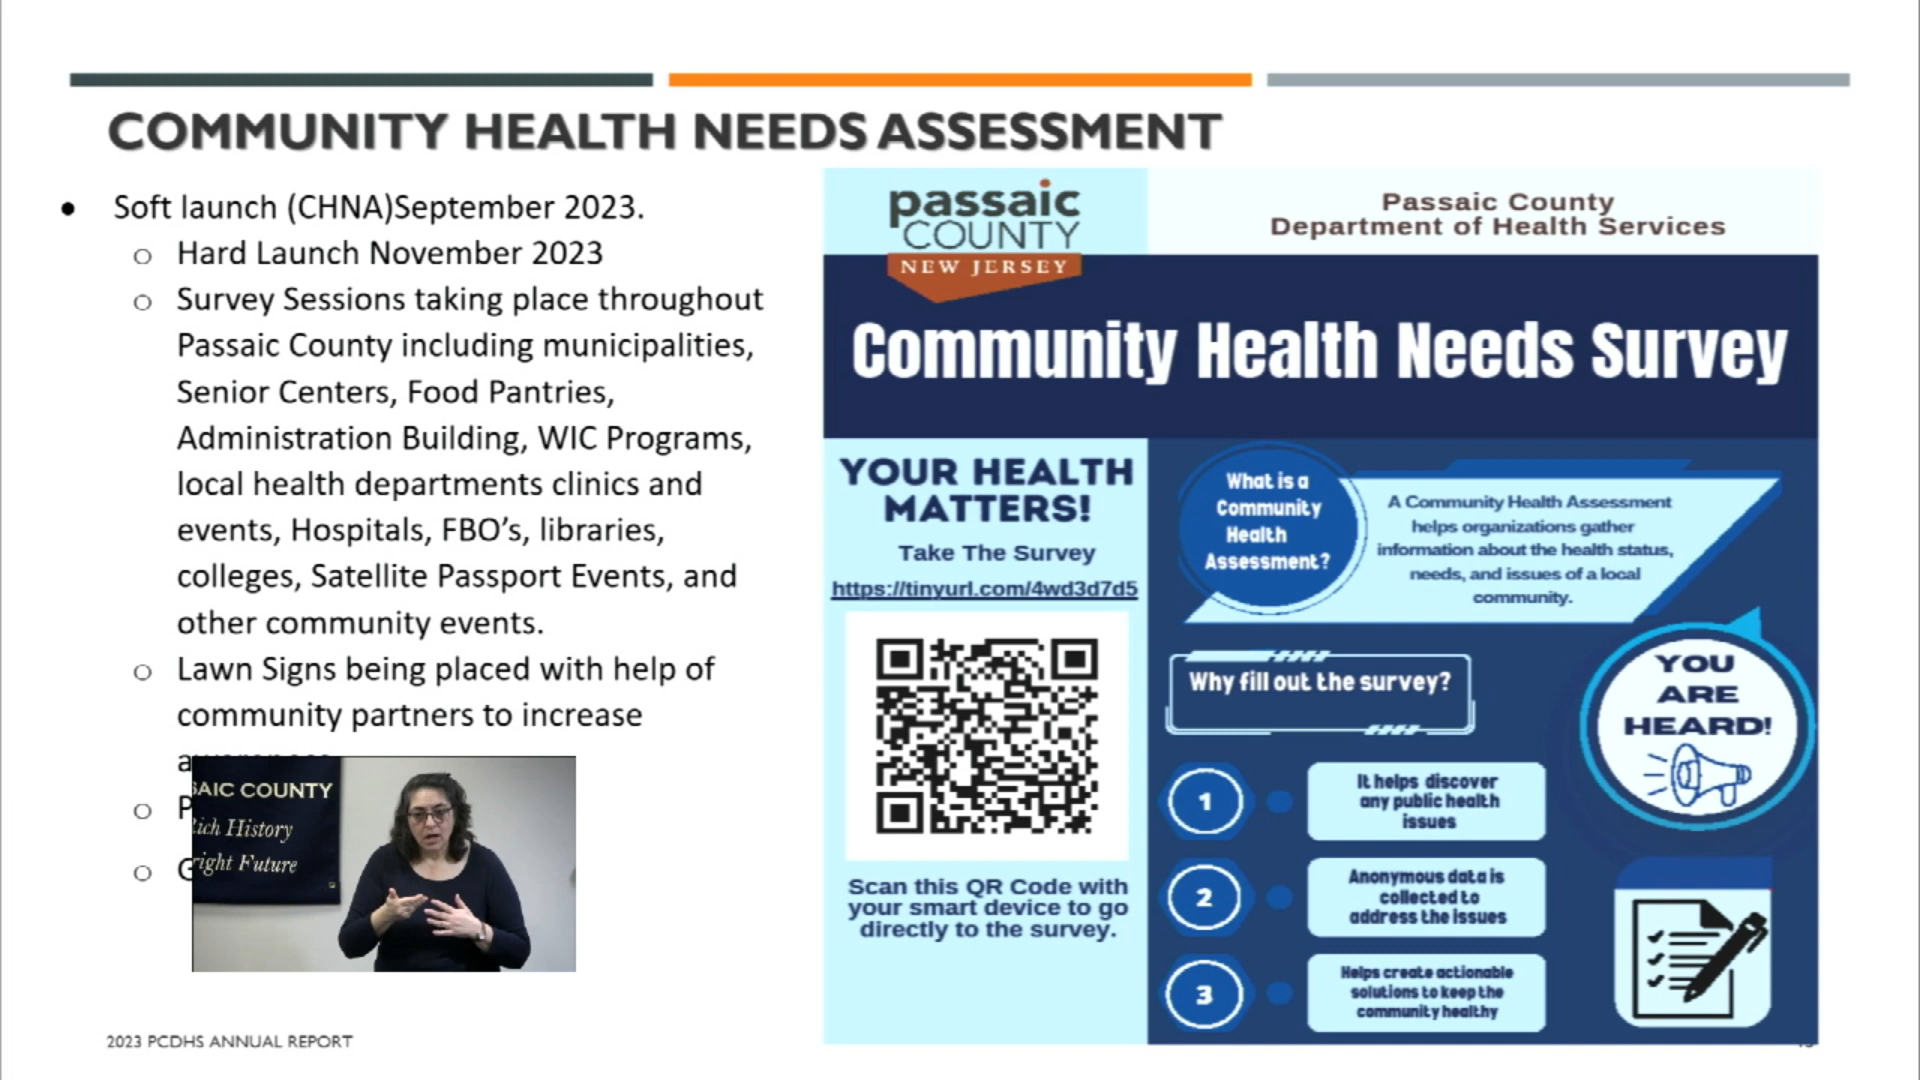 COMMUNITY HEALTH NEEDS ASSESSMENT
Soft launch (CHNA)September 2023.
Hard Launch November 2023
Survey Sessions taking place throughout
Passaic County including municipalities,
Senior Centers, Food Pantries,
Administration Building, WIC Programs,
local health departments clinics and
events, Hospitals, FBO’s, libraries,
colleges, Satellite Passport Events, and
other community events.
Lawn Signs being placed with help of
community partners to increase
AIC COUNTY
ich History
right Future
2023 PCDHS ANNUAL REPORT
passaic
COUNTY
NEW JERSEY
Passaic County
Department of Health Services
Community Health Needs Survey
YOUR HEALTH
MATTERS!
Take The Survey
https://tinyurl.com/4wd3d7d5
Scan this QR Code with
your smart device to go
directly to the survey.
What is a
Community
Health
Assessment?
A Community Health Assessment
helps organizations gather
information about the health status,
needs, and issues of a local
community.
Why fill out the survey?
YOU
ARE
HEARD!
1
It helps discover
any public health
issues
2
Anonymous data is
collected to
address the issues
3
Helps create actionable
solutions to keep the
community healthy